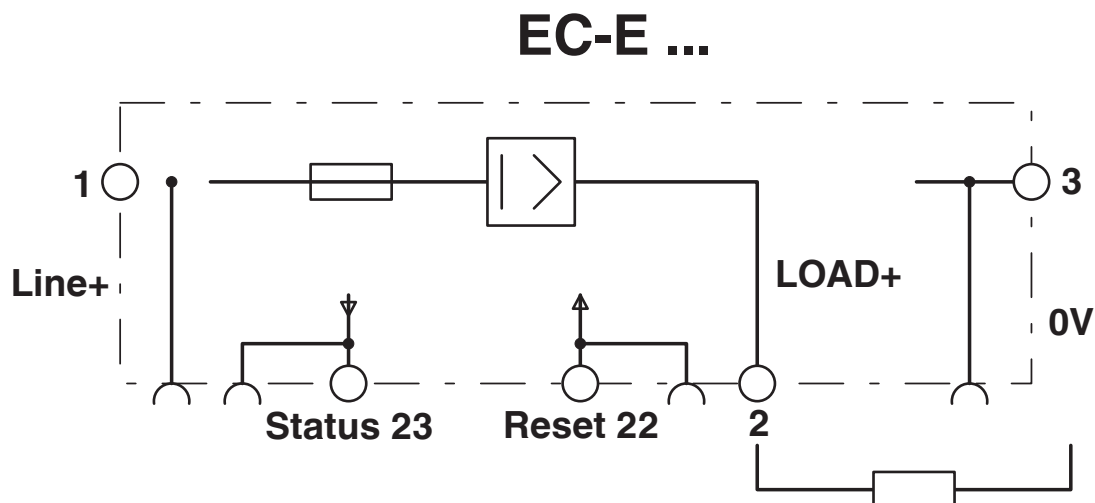 EC-E ...
1
3
Line+
LOAD+
0V
Status 23
Reset 22
2